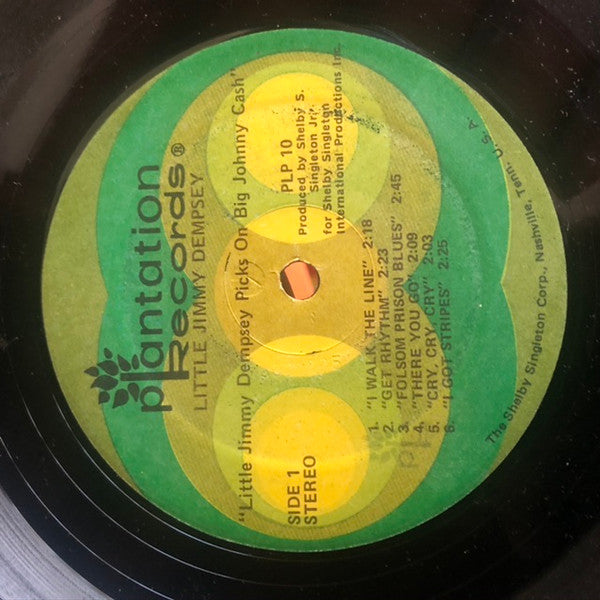 plantation
Records®
LITTLE JIMMY DEMPSEY
"Little Jimmy Dempsey Picks On Big Johnny Cash"
SIDE 1
STEREO
PLP 10
Produced by Shelby S.
Singleton Jr.
for Shelby Singleton
International Productions Inc.
1. "I WALK THE LINE" 2:18
2. "GET RHYTHM" 2:23
3. "FOLSOM PRISON BLUES" 2:45
4. "THERE YOU GO" 2:09
5. "CRY, CRY, CRY" 2:03
6. "I GOT STRIPES" 2:25
The Shelby Singleton Corp., Nashville, Tenn. U. S. A